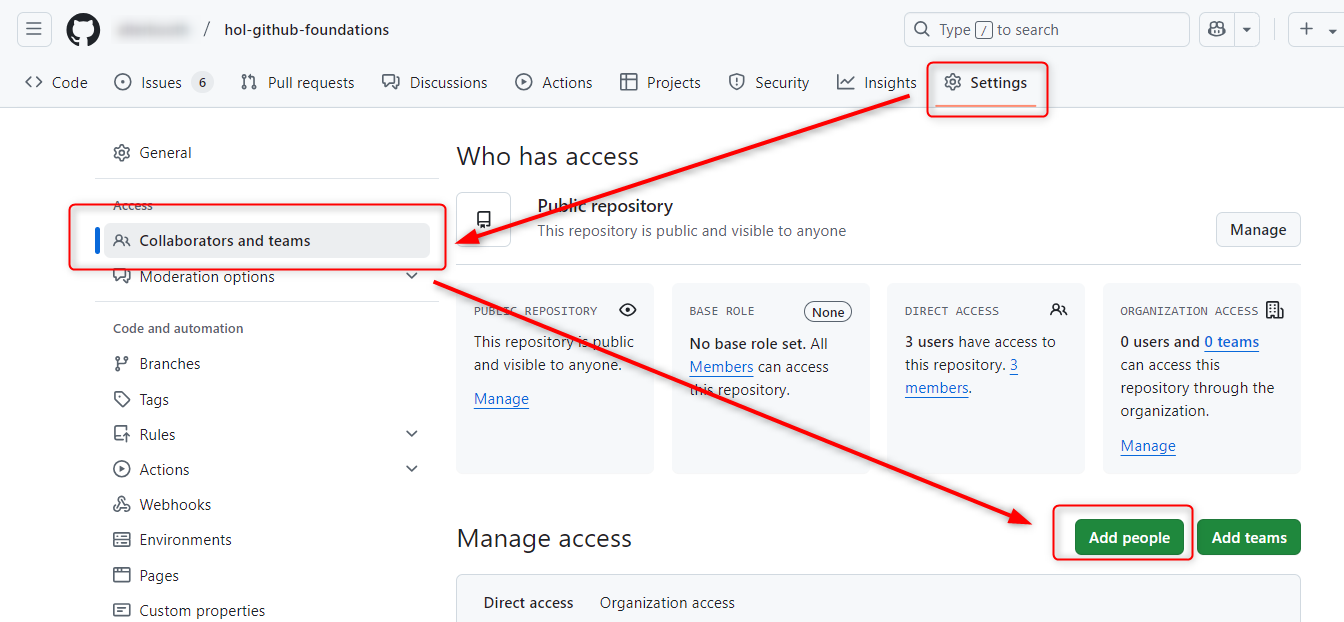 / hol-github-foundations
Type / to search
Code
Issues 6
Pull requests
Discussions
Actions
Projects
Security
Insights
Settings
General
Access
Collaborators and teams
Moderation options
Code and automation
Branches
Tags
Rules
Actions
Webhooks
Environments
Pages
Custom properties
Who has access
Public repository
This repository is public and visible to anyone
Manage
PUBLIC REPOSITORY
This repository is public
and visible to anyone.
Manage
BASE ROLE None
No base role set. All
Members can access
this repository.
DIRECT ACCESS
3 users have access to
this repository. 3
members.
ORGANIZATION ACCESS
0 users and 0 teams
can access this
repository through the
organization.
Manage
Manage access
Add people
Add teams
Direct access
Organization access